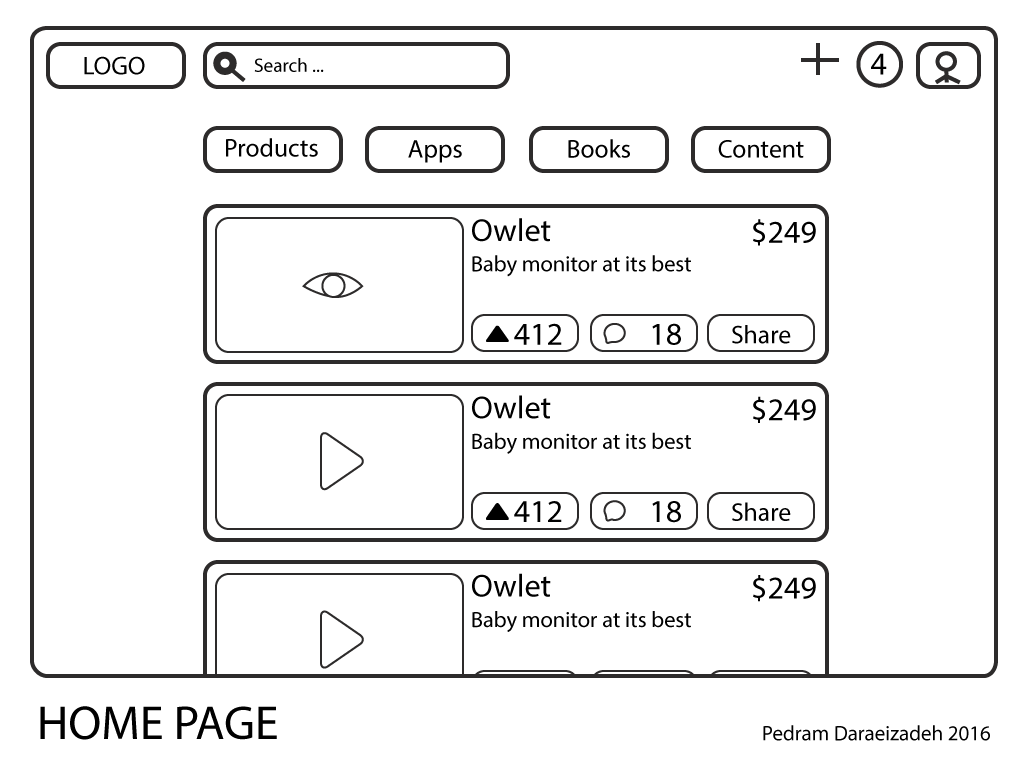 LOGO
Search ...
4
Products
Apps
Books
Content
Owlet
$249
Baby monitor at its best
412
18
Share
Owlet
$249
Baby monitor at its best
412
18
Share
Owlet
$249
Baby monitor at its best
HOME PAGE
Pedram Daraeizadeh 2016